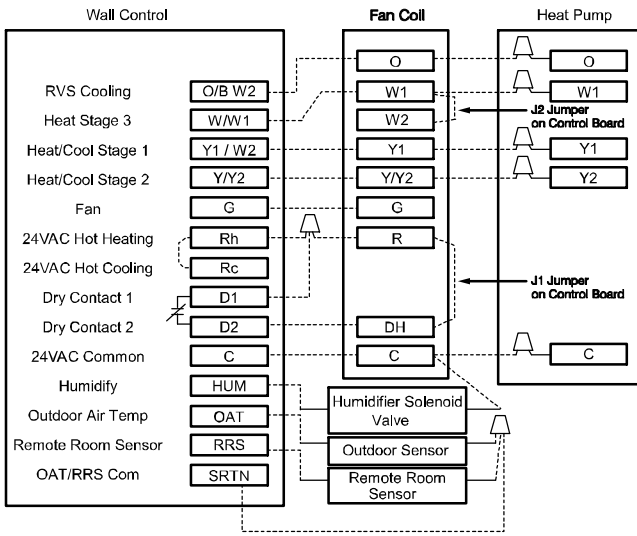 Wall Control
Fan Coil
Heat Pump
O
O
RVS Cooling
O/B W2
W1
W1
J2 Jumper
on Control Board
Heat Stage 3
W/W1
W2
Heat/Cool Stage 1
Y1 / W2
Y1
Y1
Heat/Cool Stage 2
Y/Y2
Y/Y2
Y2
Fan
G
G
24VAC Hot Heating
Rh
R
24VAC Hot Cooling
Rc
J1 Jumper
on Control Board
Dry Contact 1
D1
Dry Contact 2
D2
DH
24VAC Common
C
C
C
Humidify
HUM
Humidifier Solenoid
Valve
Outdoor Air Temp
OAT
Outdoor Sensor
Remote Room Sensor
RRS
Remote Room
Sensor
OAT/RRS Com
SRTN